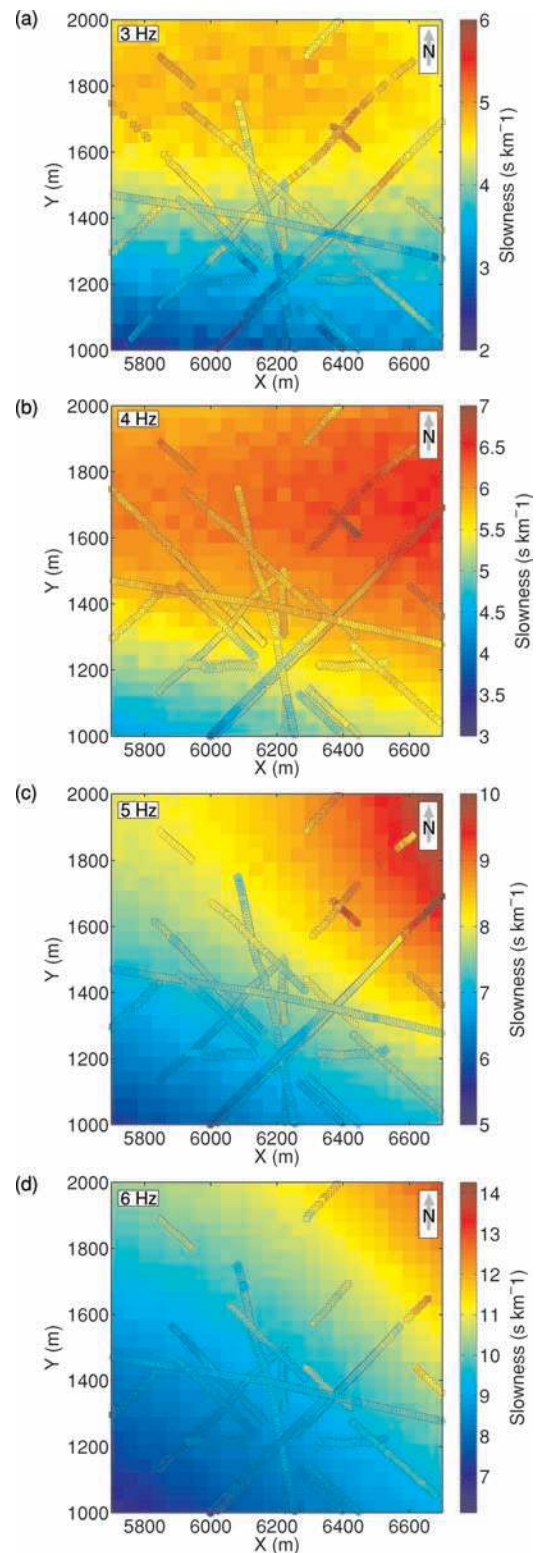 (a)
3 Hz
N
2000
1800
1600
1400
1200
1000
Y (m)
5800 6000 6200 6400 6600
X (m)
6
5
4
3
2
Slowness (s km⁻¹)
(b)
4 Hz
N
2000
1800
1600
1400
1200
1000
Y (m)
5800 6000 6200 6400 6600
X (m)
7
6.5
6
5.5
5
4.5
4
3.5
3
Slowness (s km⁻¹)
(c)
5 Hz
N
2000
1800
1600
1400
1200
1000
Y (m)
5800 6000 6200 6400 6600
X (m)
10
9
8
7
6
5
Slowness (s km⁻¹)
(d)
6 Hz
N
2000
1800
1600
1400
1200
1000
Y (m)
5800 6000 6200 6400 6600
X (m)
14
13
12
11
10
9
8
7
Slowness (s km⁻¹)